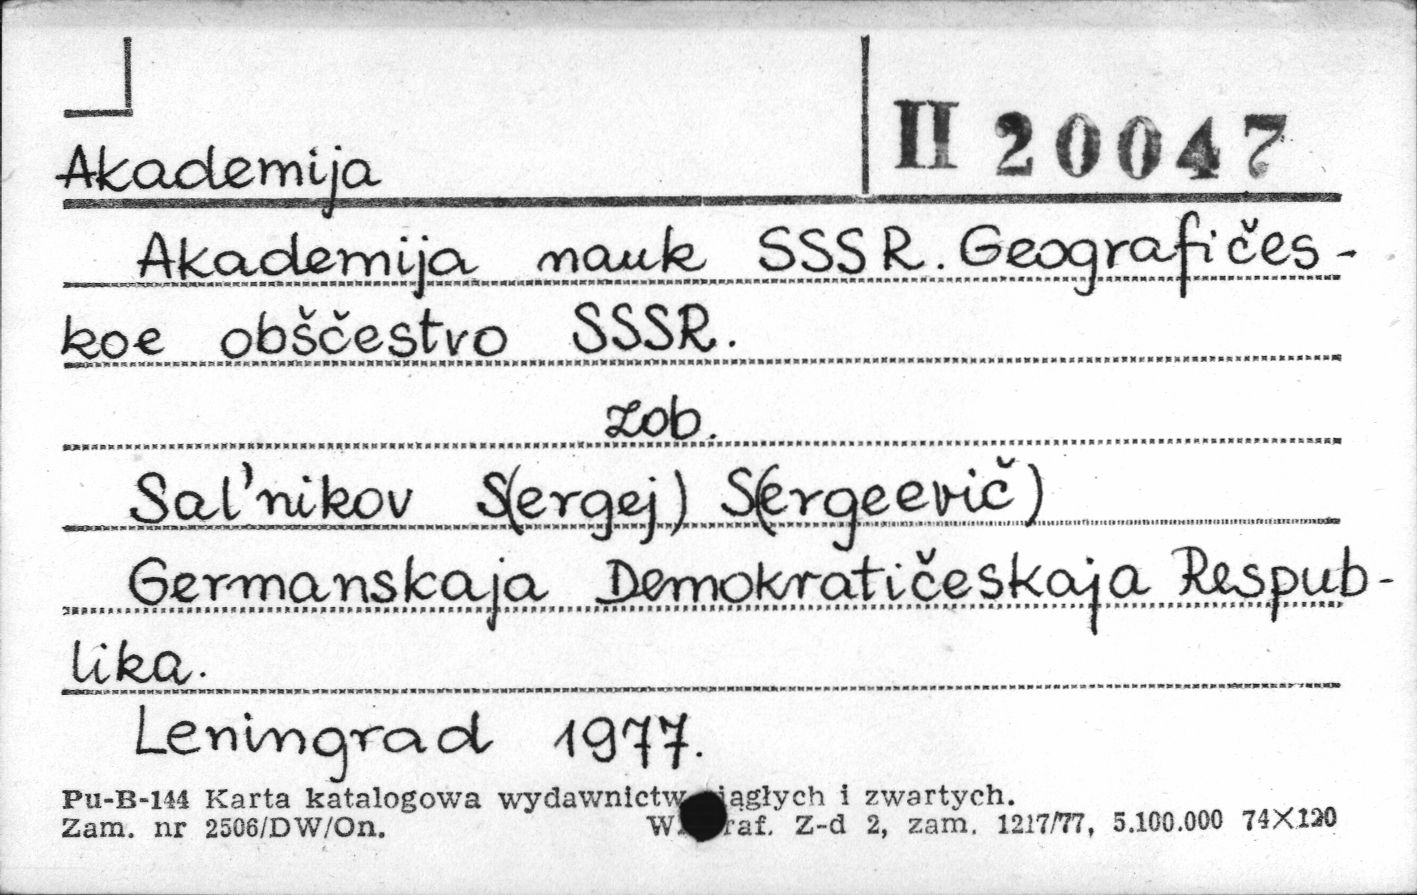 II 20047
Akademija
Akademija nauk SSSR. Geografičes-
koe obščestvo SSSR.
zob.
Sal'nikov S(ergej) S(ergeevič)
Germanskaja Demokratičeskaja Respub-
lika.
Leningrad 1977.
Pu-B-144 Karta katalogowa wydawnictw i zwartych.
Zam. nr 2506/DW/On. Z-d 2, zam. 1217/77, 5.100.000 74×120